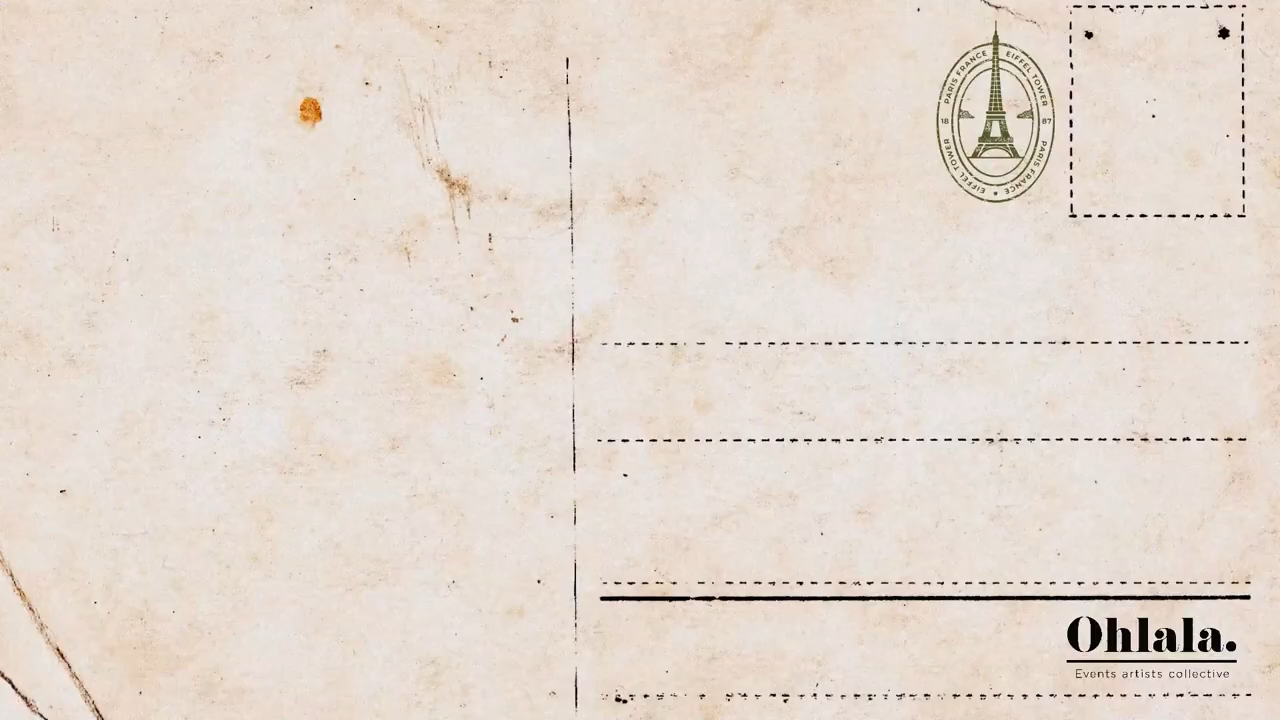 PARIS FRANCE EIFFEL TOWER
18 87
EIFFEL TOWER • PARIS FRANCE
Ohlala.
Events artists collective